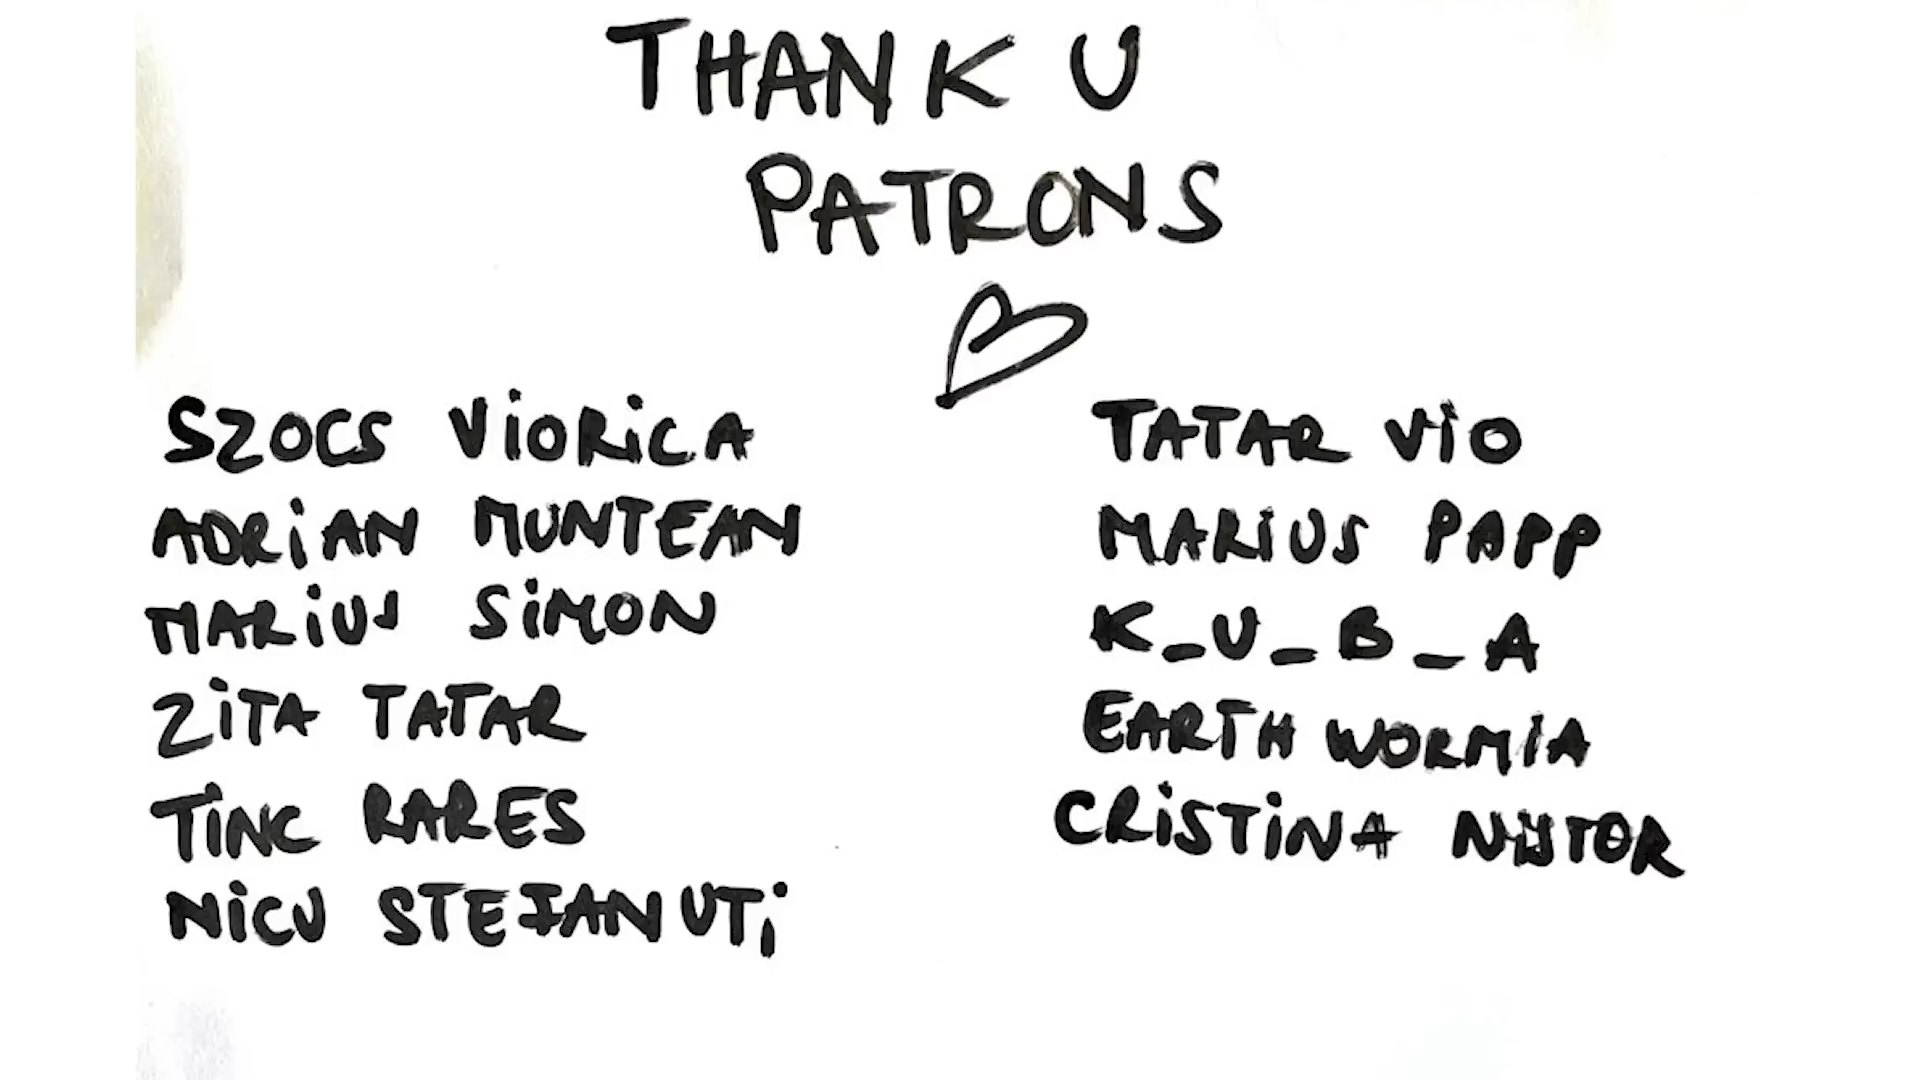 THANK U
PATRONS
SZOCS VIORICA
ADRIAN MUNTEAN
MARIUS SIMON
ZITA TATAR
TINC RARES
NICU STEFANUTI
TATAR VIO
MARIUS PAPP
K_U_B_A
EARTH WORMIA
CRISTINA